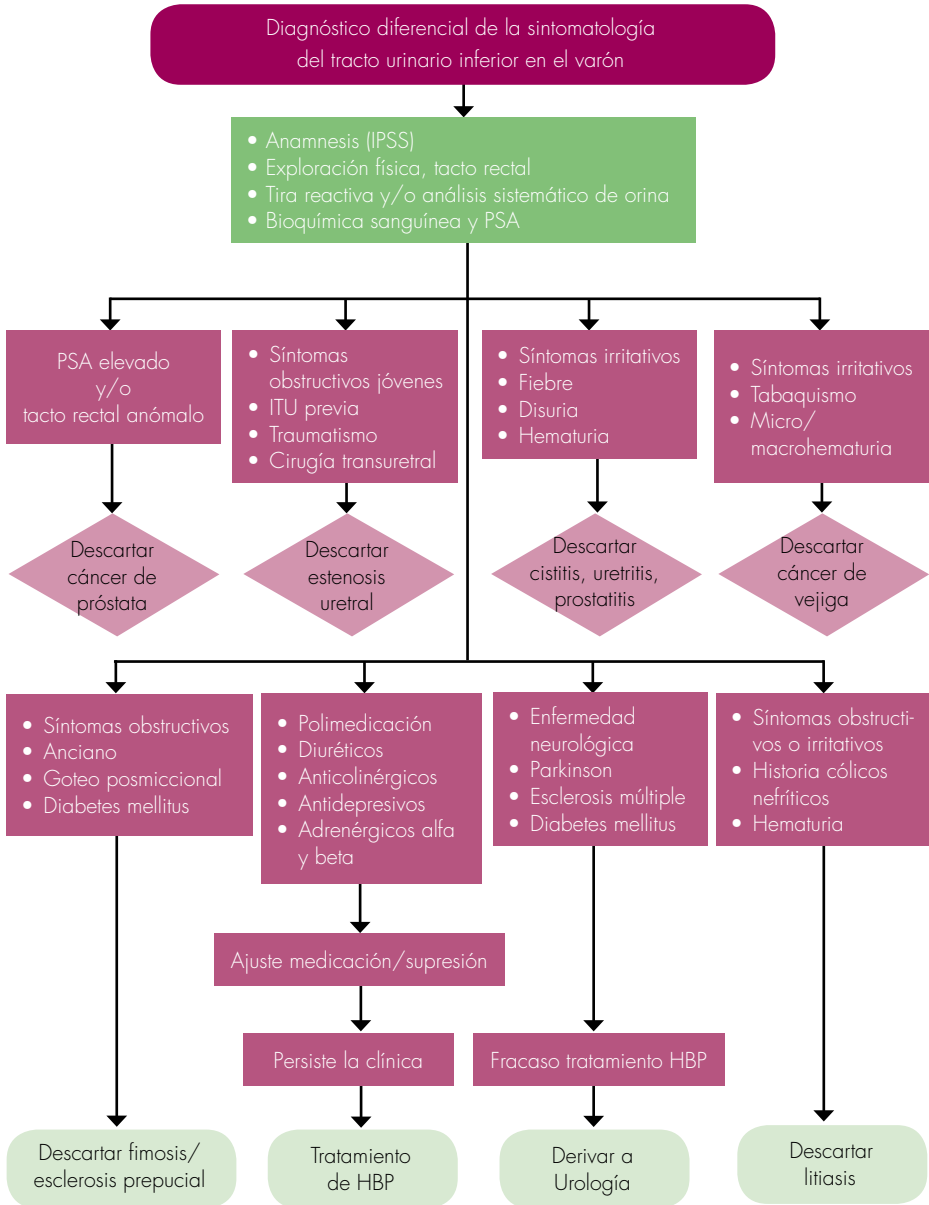 Diagnóstico diferencial de la sintomatología
del tracto urinario inferior en el varón
• Anamnesis (IPSS)
• Exploración física, tacto rectal
• Tira reactiva y/o análisis sistemático de orina
• Bioquímica sanguínea y PSA
PSA elevado
y/o
tacto rectal anómalo
• Síntomas
obstructivos jóvenes
• ITU previa
• Traumatismo
• Cirugía transuretral
• Síntomas irritativos
• Fiebre
• Disuria
• Hematuria
• Síntomas irritativos
• Tabaquismo
• Micro/
macrohematuria
Descartar
cáncer de
próstata
Descartar
estenosis
uretral
Descartar
cistitis, uretritis,
prostatitis
Descartar
cáncer de
vejiga
• Síntomas obstructivos
• Anciano
• Goteo posmiccional
• Diabetes mellitus
• Polimedicación
• Diuréticos
• Anticolinérgicos
• Antidepresivos
• Adrenérgicos alfa
y beta
• Enfermedad
neurológica
• Parkinson
• Esclerosis múltiple
• Diabetes mellitus
• Síntomas obstructi-
vos o irritativos
• Historia cólicos
nefríticos
• Hematuria
Ajuste medicación/supresión
Persiste la clínica
Fracaso tratamiento HBP
Descartar fimosis/
esclerosis prepucial
Tratamiento
de HBP
Derivar a
Urología
Descartar
litiasis